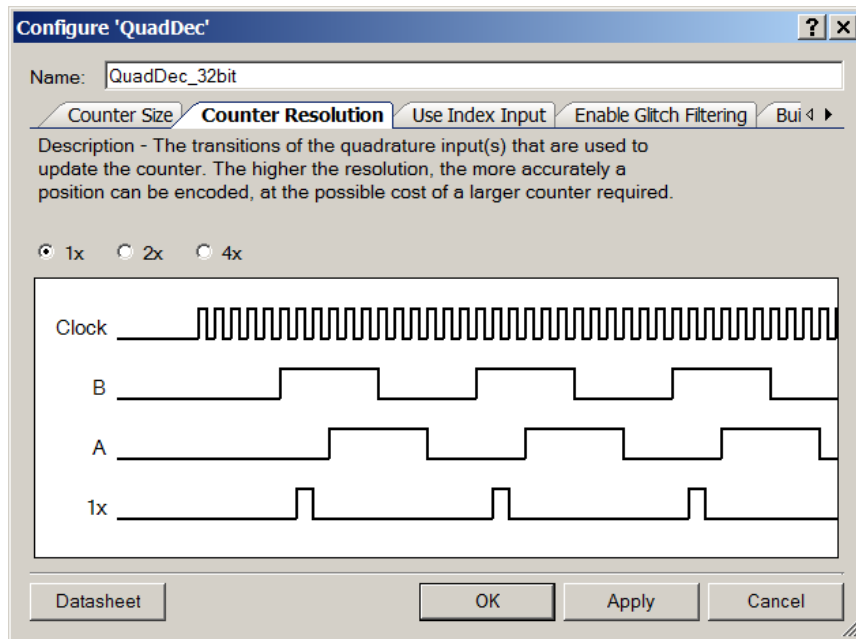 Configure 'QuadDec'
? x
Name: QuadDec_32bit
Counter Size Counter Resolution Use Index Input Enable Glitch Filtering Bui
Description - The transitions of the quadrature input(s) that are used to
update the counter. The higher the resolution, the more accurately a
position can be encoded, at the possible cost of a larger counter required.
1x 2x 4x
Clock
B
A
1x
Datasheet OK Apply Cancel